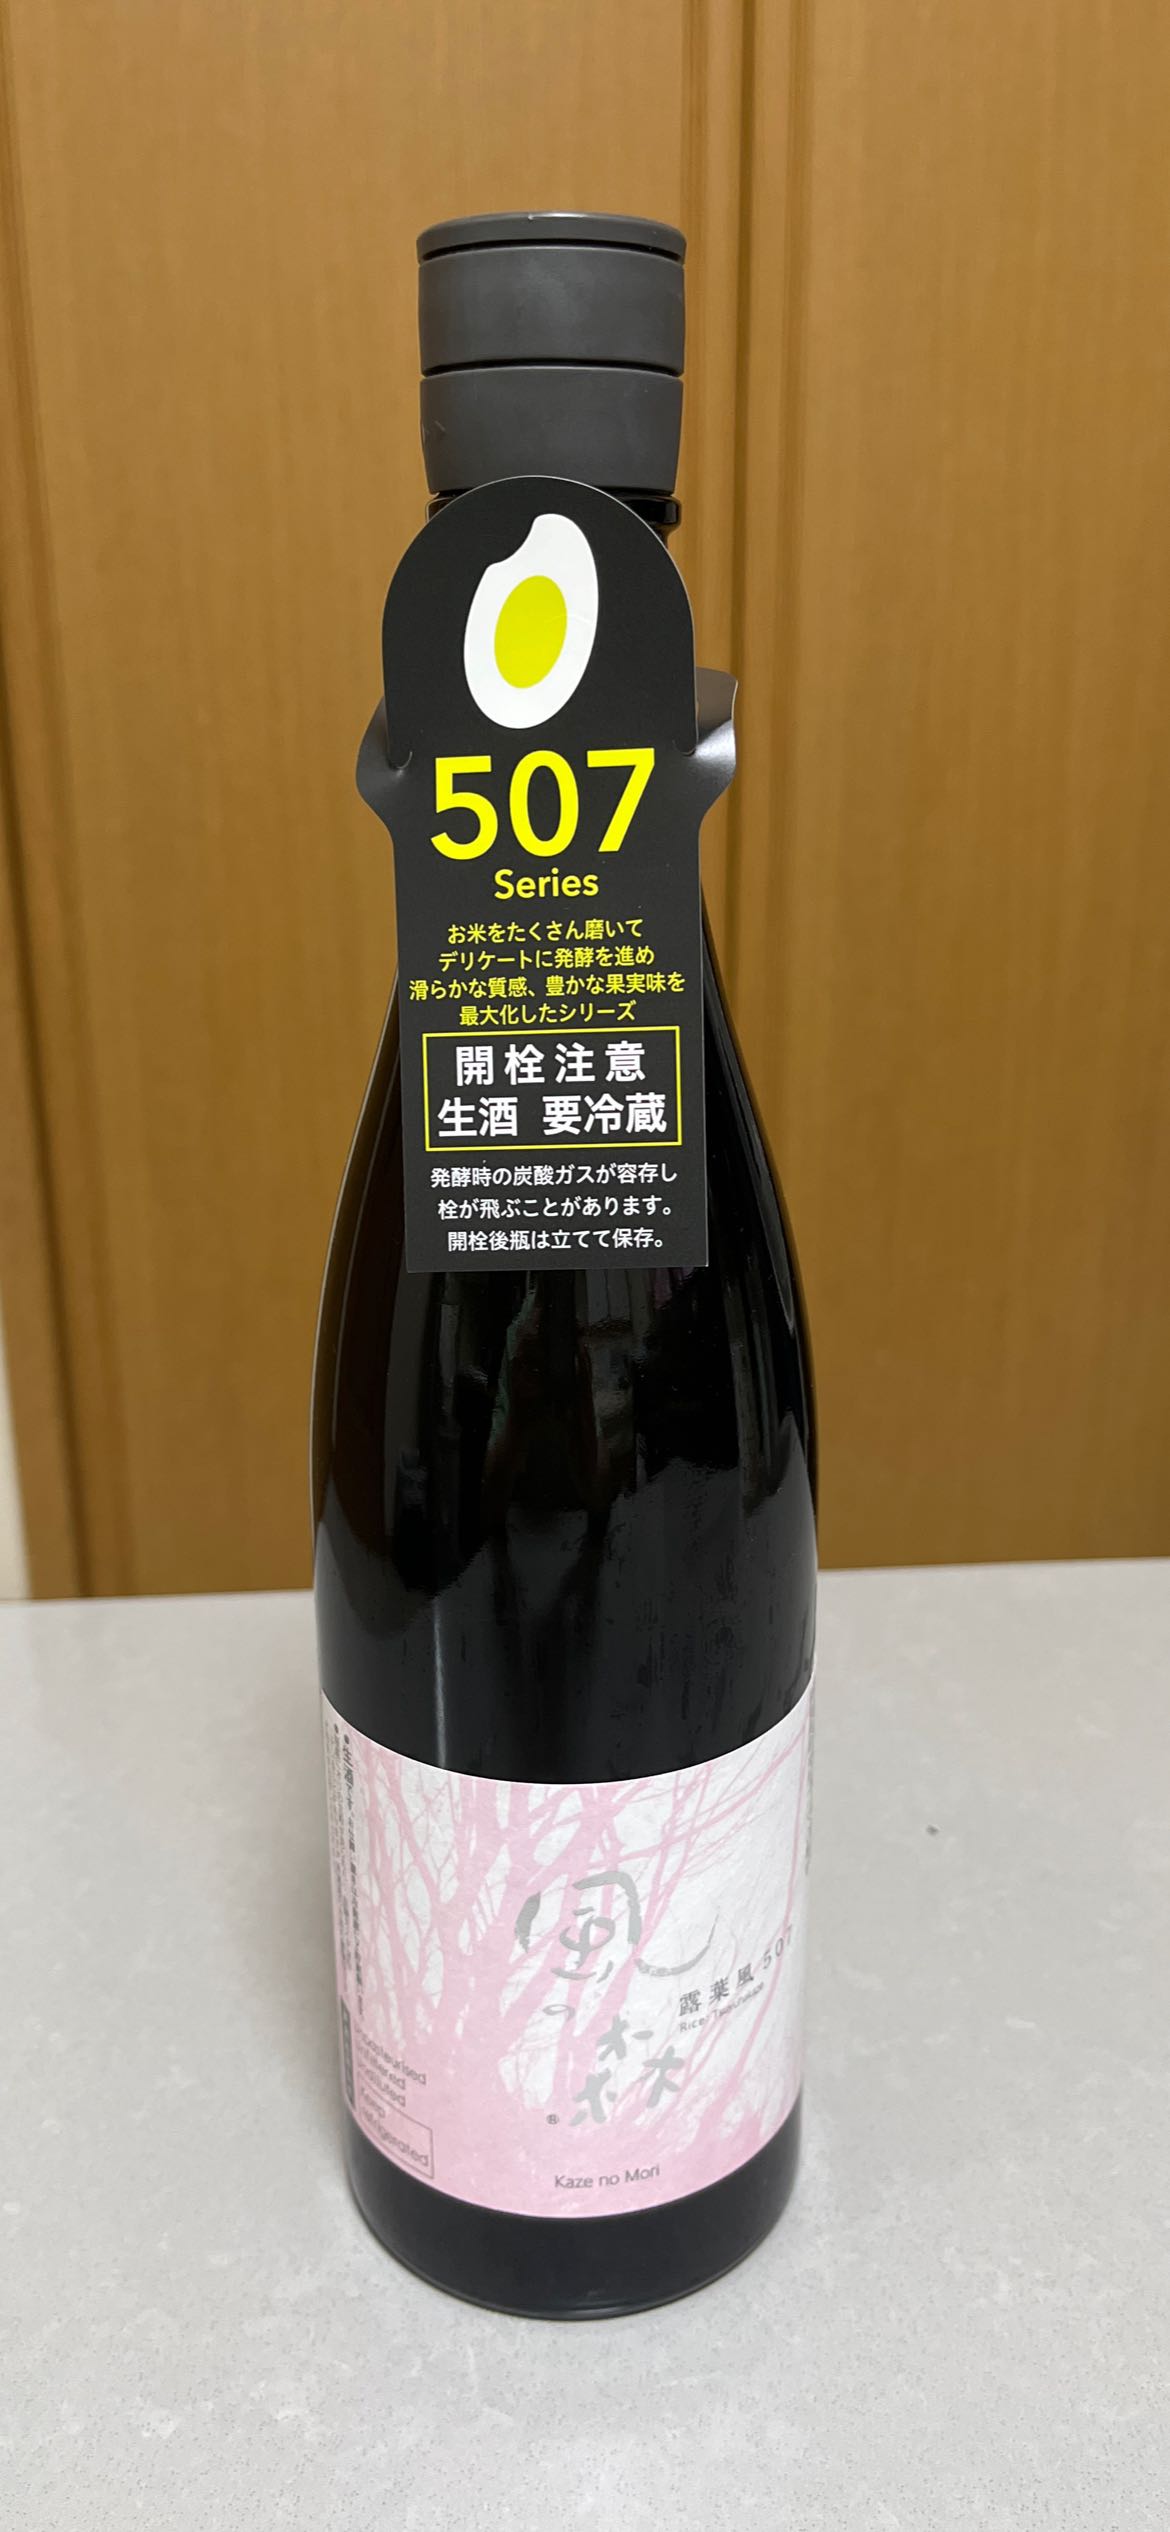 507
Series
お米をたくさん磨いて
デリケートに発酵を進め
滑らかな質感、豊かな果実味を
最大化したシリーズ
開栓注意
生酒 要冷蔵
発酵時の炭酸ガスが容存し
栓が飛ぶことがあります。
開栓後瓶は立てて保存。
風の森
®
露葉風 507
Rice: Tsuyuhakaze
Keep
refrigerated
Kaze no Mori